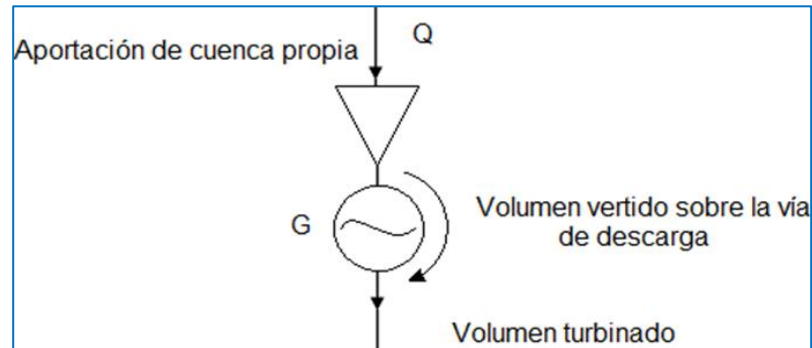 Q
Aportación de cuenca propia
Volumen vertido sobre la vía
de descarga
G
Volumen turbinado